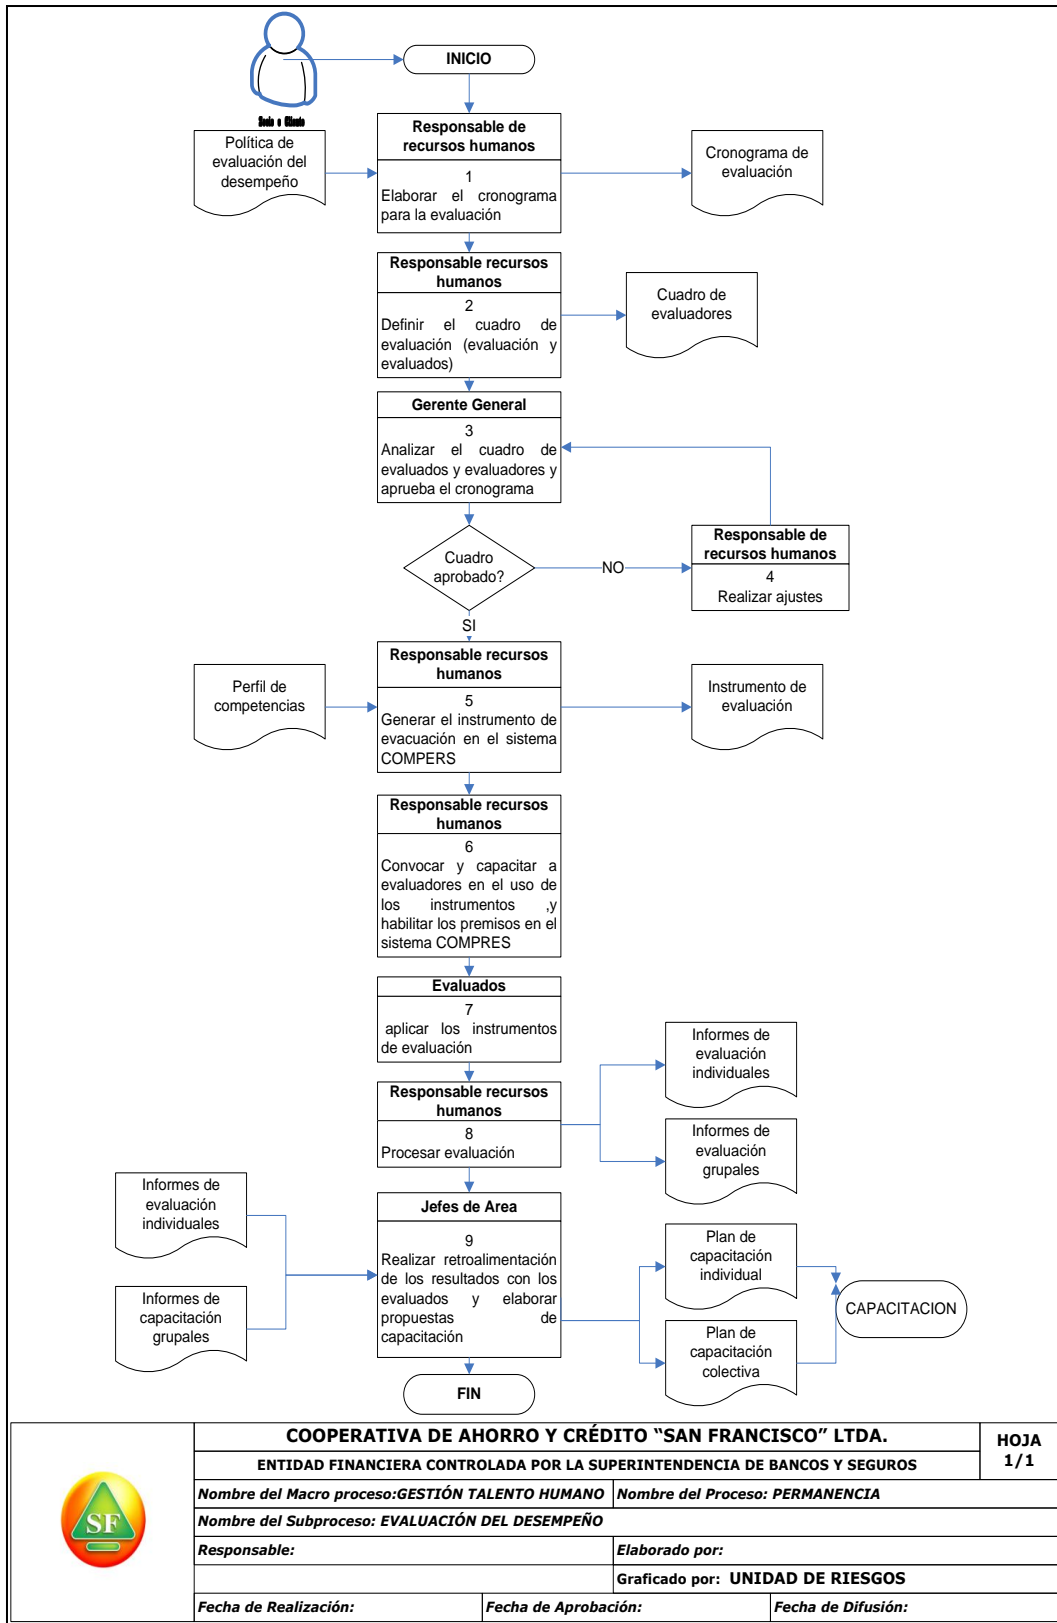 INICIO
Socio o Cliente
Política de
evaluación del
desempeño
Responsable de
recursos humanos
1
Elaborar el cronograma
para la evaluación
Cronograma de
evaluación
Responsable recursos
humanos
2
Definir el cuadro de
evaluación (evaluación y
evaluados)
Cuadro de
evaluadores
Gerente General
3
Analizar el cuadro de
evaluados y evaluadores y
aprueba el cronograma
Cuadro
aprobado?
NO
Responsable de
recursos humanos
4
Realizar ajustes
SI
Perfil de
competencias
Responsable recursos
humanos
5
Generar el instrumento de
evacuación en el sistema
COMPERS
Instrumento de
evaluación
Responsable recursos
humanos
6
Convocar y capacitar a
evaluadores en el uso de
los instrumentos ,y
habilitar los premisos en el
sistema COMPRES
Evaluados
7
aplicar los instrumentos
de evaluación
Responsable recursos
humanos
8
Procesar evaluación
Informes de
evaluación
individuales
Informes de
evaluación
grupales
Informes de
evaluación
individuales
Informes de
capacitación
grupales
Jefes de Area
9
Realizar retroalimentación
de los resultados con los
evaluados y elaborar
propuestas de
capacitación
Plan de
capacitación
individual
Plan de
capacitación
colectiva
CAPACITACION
FIN
SF
COOPERATIVA DE AHORRO Y CRÉDITO “SAN FRANCISCO” LTDA.
HOJA
1/1
ENTIDAD FINANCIERA CONTROLADA POR LA SUPERINTENDENCIA DE BANCOS Y SEGUROS
Nombre del Macro proceso:GESTIÓN TALENTO HUMANO
Nombre del Proceso: PERMANENCIA
Nombre del Subproceso: EVALUACIÓN DEL DESEMPEÑO
Responsable:
Elaborado por:
Graficado por: UNIDAD DE RIESGOS
Fecha de Realización:
Fecha de Aprobación:
Fecha de Difusión: